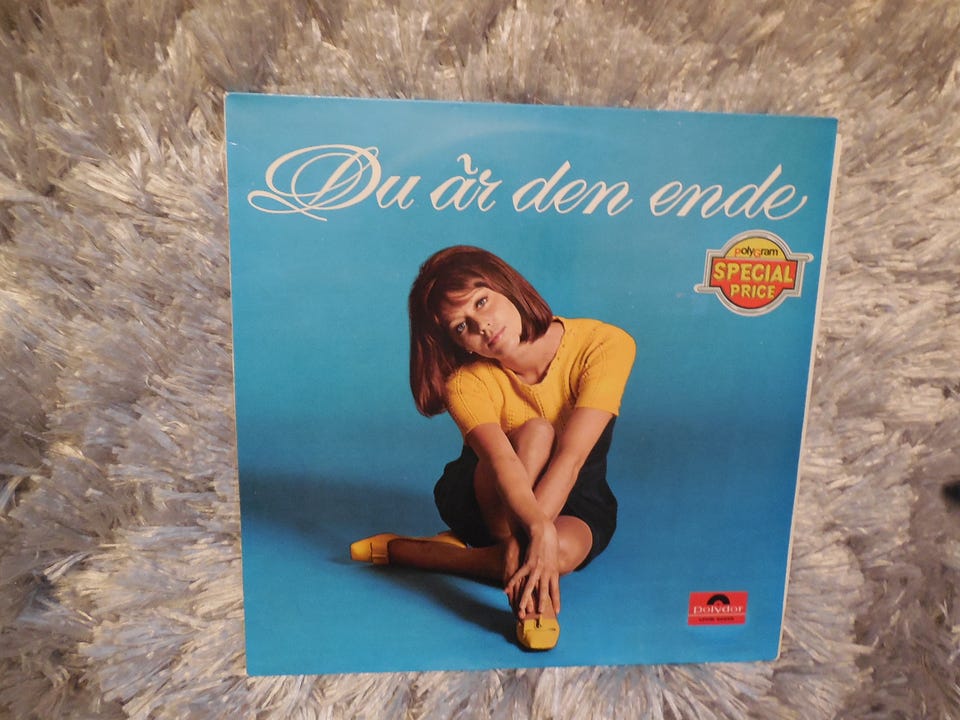 Du är den ende
polyGram
SPECIAL
PRICE
Polydor